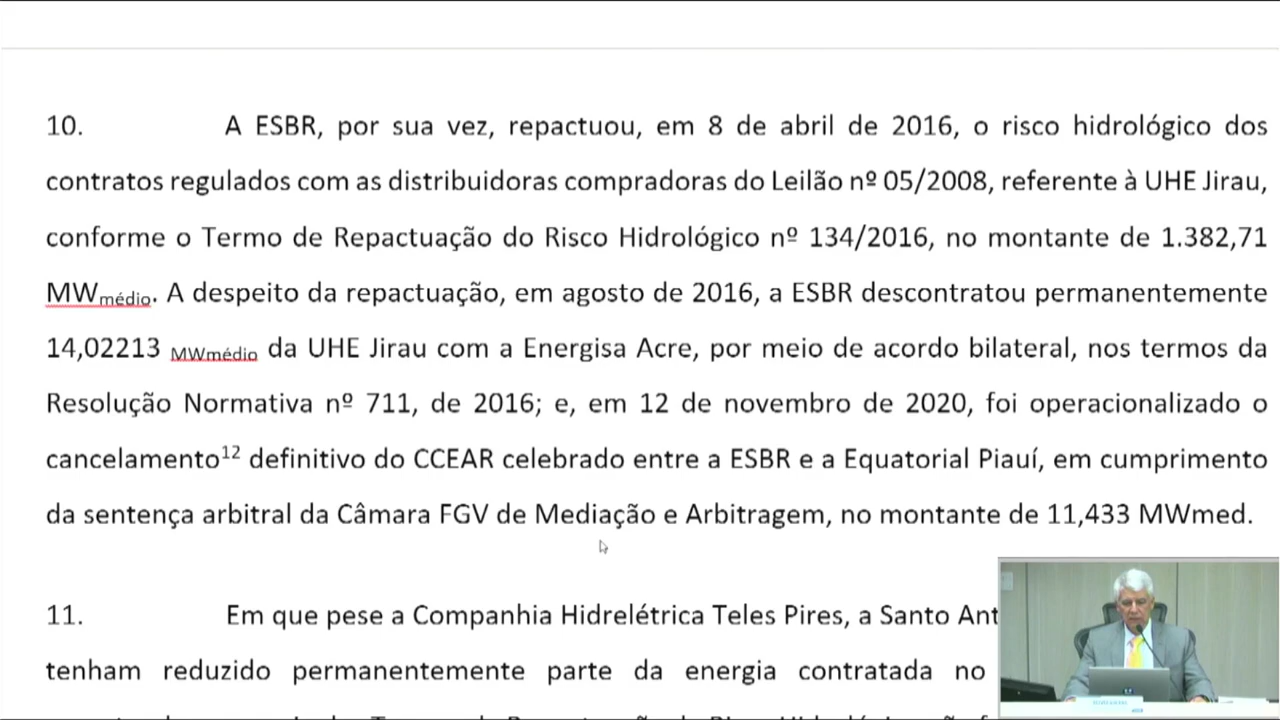 10. A ESBR, por sua vez, repactuou, em 8 de abril de 2016, o risco hidrológico dos
contratos regulados com as distribuidoras compradoras do Leilão nº 05/2008, referente à UHE Jirau,
conforme o Termo de Repactuação do Risco Hidrológico nº 134/2016, no montante de 1.382,71
MWmédio. A despeito da repactuação, em agosto de 2016, a ESBR descontratou permanentemente
14,02213 MWmédio da UHE Jirau com a Energisa Acre, por meio de acordo bilateral, nos termos da
Resolução Normativa nº 711, de 2016; e, em 12 de novembro de 2020, foi operacionalizado o
cancelamento12 definitivo do CCEAR celebrado entre a ESBR e a Equatorial Piauí, em cumprimento
da sentença arbitral da Câmara FGV de Mediação e Arbitragem, no montante de 11,433 MWmed.
11. Em que pese a Companhia Hidrelétrica Teles Pires, a Santo Ant
tenham reduzido permanentemente parte da energia contratada no